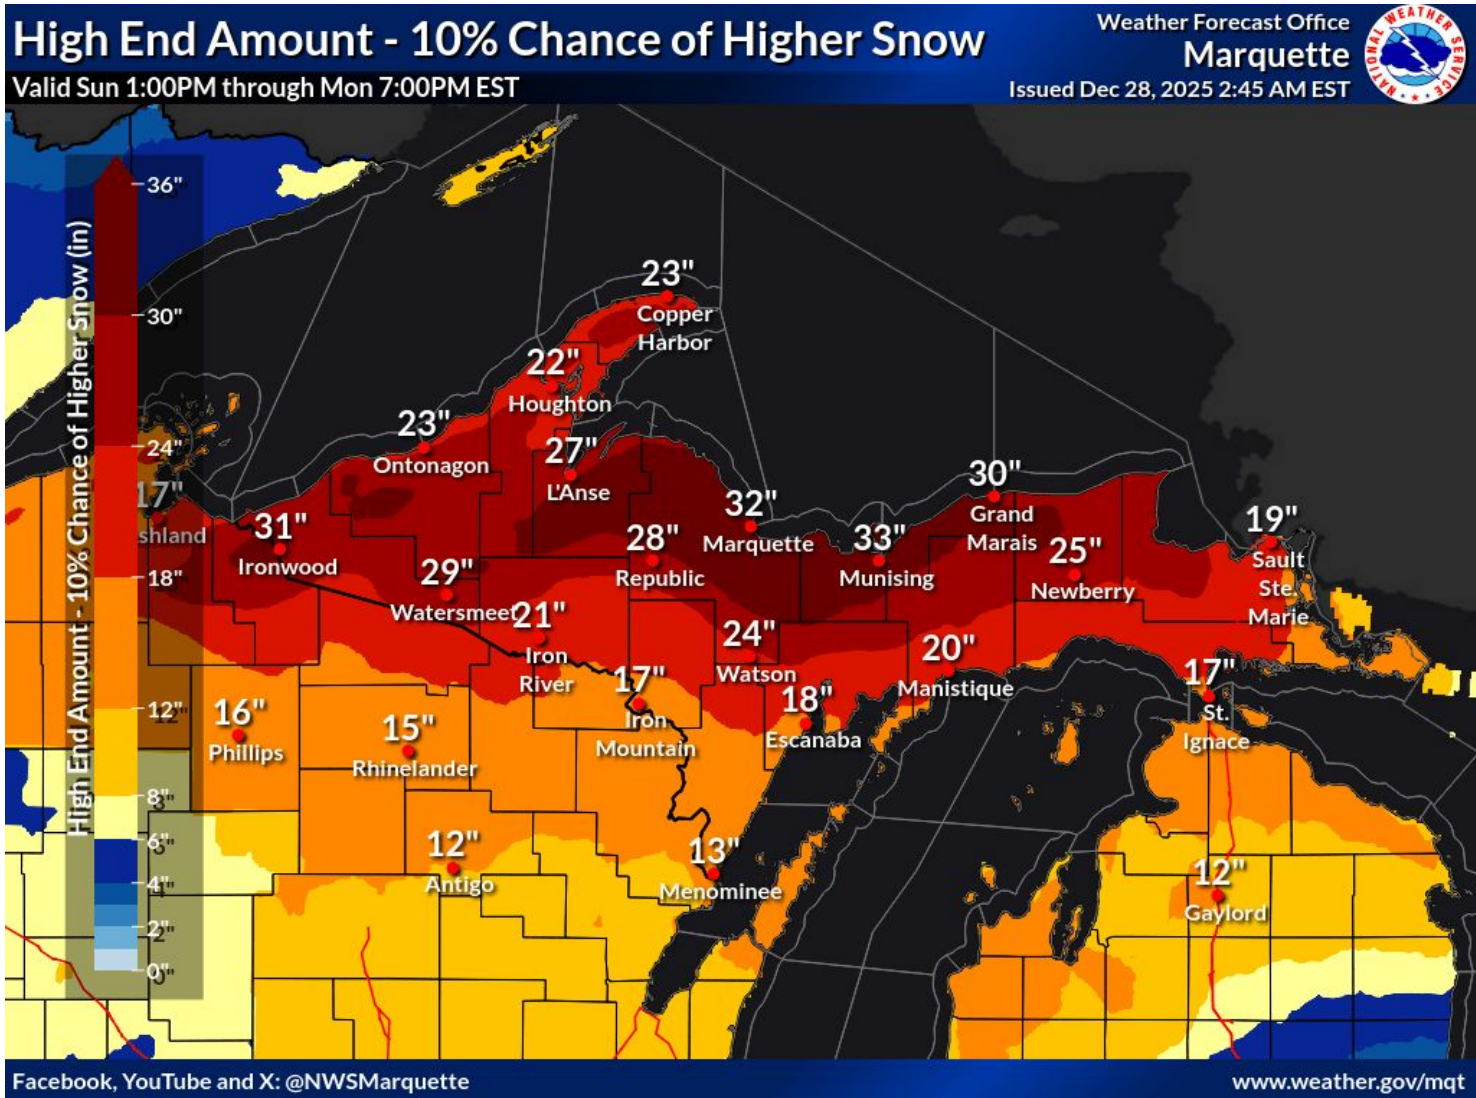 High End Amount - 10% Chance of Higher Snow
Valid Sun 1:00PM through Mon 7:00PM EST
Weather Forecast Office
Marquette
Issued Dec 28, 2025 2:45 AM EST
NATIONAL WEATHER SERVICE
High End Amount - 10% Chance of Higher Snow (in)
36"
30"
24"
18"
12"
8"
6"
4"
2"
0"
23"
Copper
Harbor
22"
Houghton
23"
Ontonagon
27"
L'Anse
17"
shland
31"
Ironwood
29"
Watersmeet
28"
Republic
32"
Marquette
33"
Munising
30"
Grand
Marais
25"
Newberry
19"
Sault
Ste.
Marie
21"
Iron
River
24"
Watson
20"
Manistique
17"
Iron
Mountain
18"
Escanaba
17"
St.
Ignace
16"
Phillips
15"
Rhinelander
12"
Antigo
13"
Menominee
12"
Gaylord
Facebook, YouTube and X: @NWSMarquette
www.weather.gov/mqt